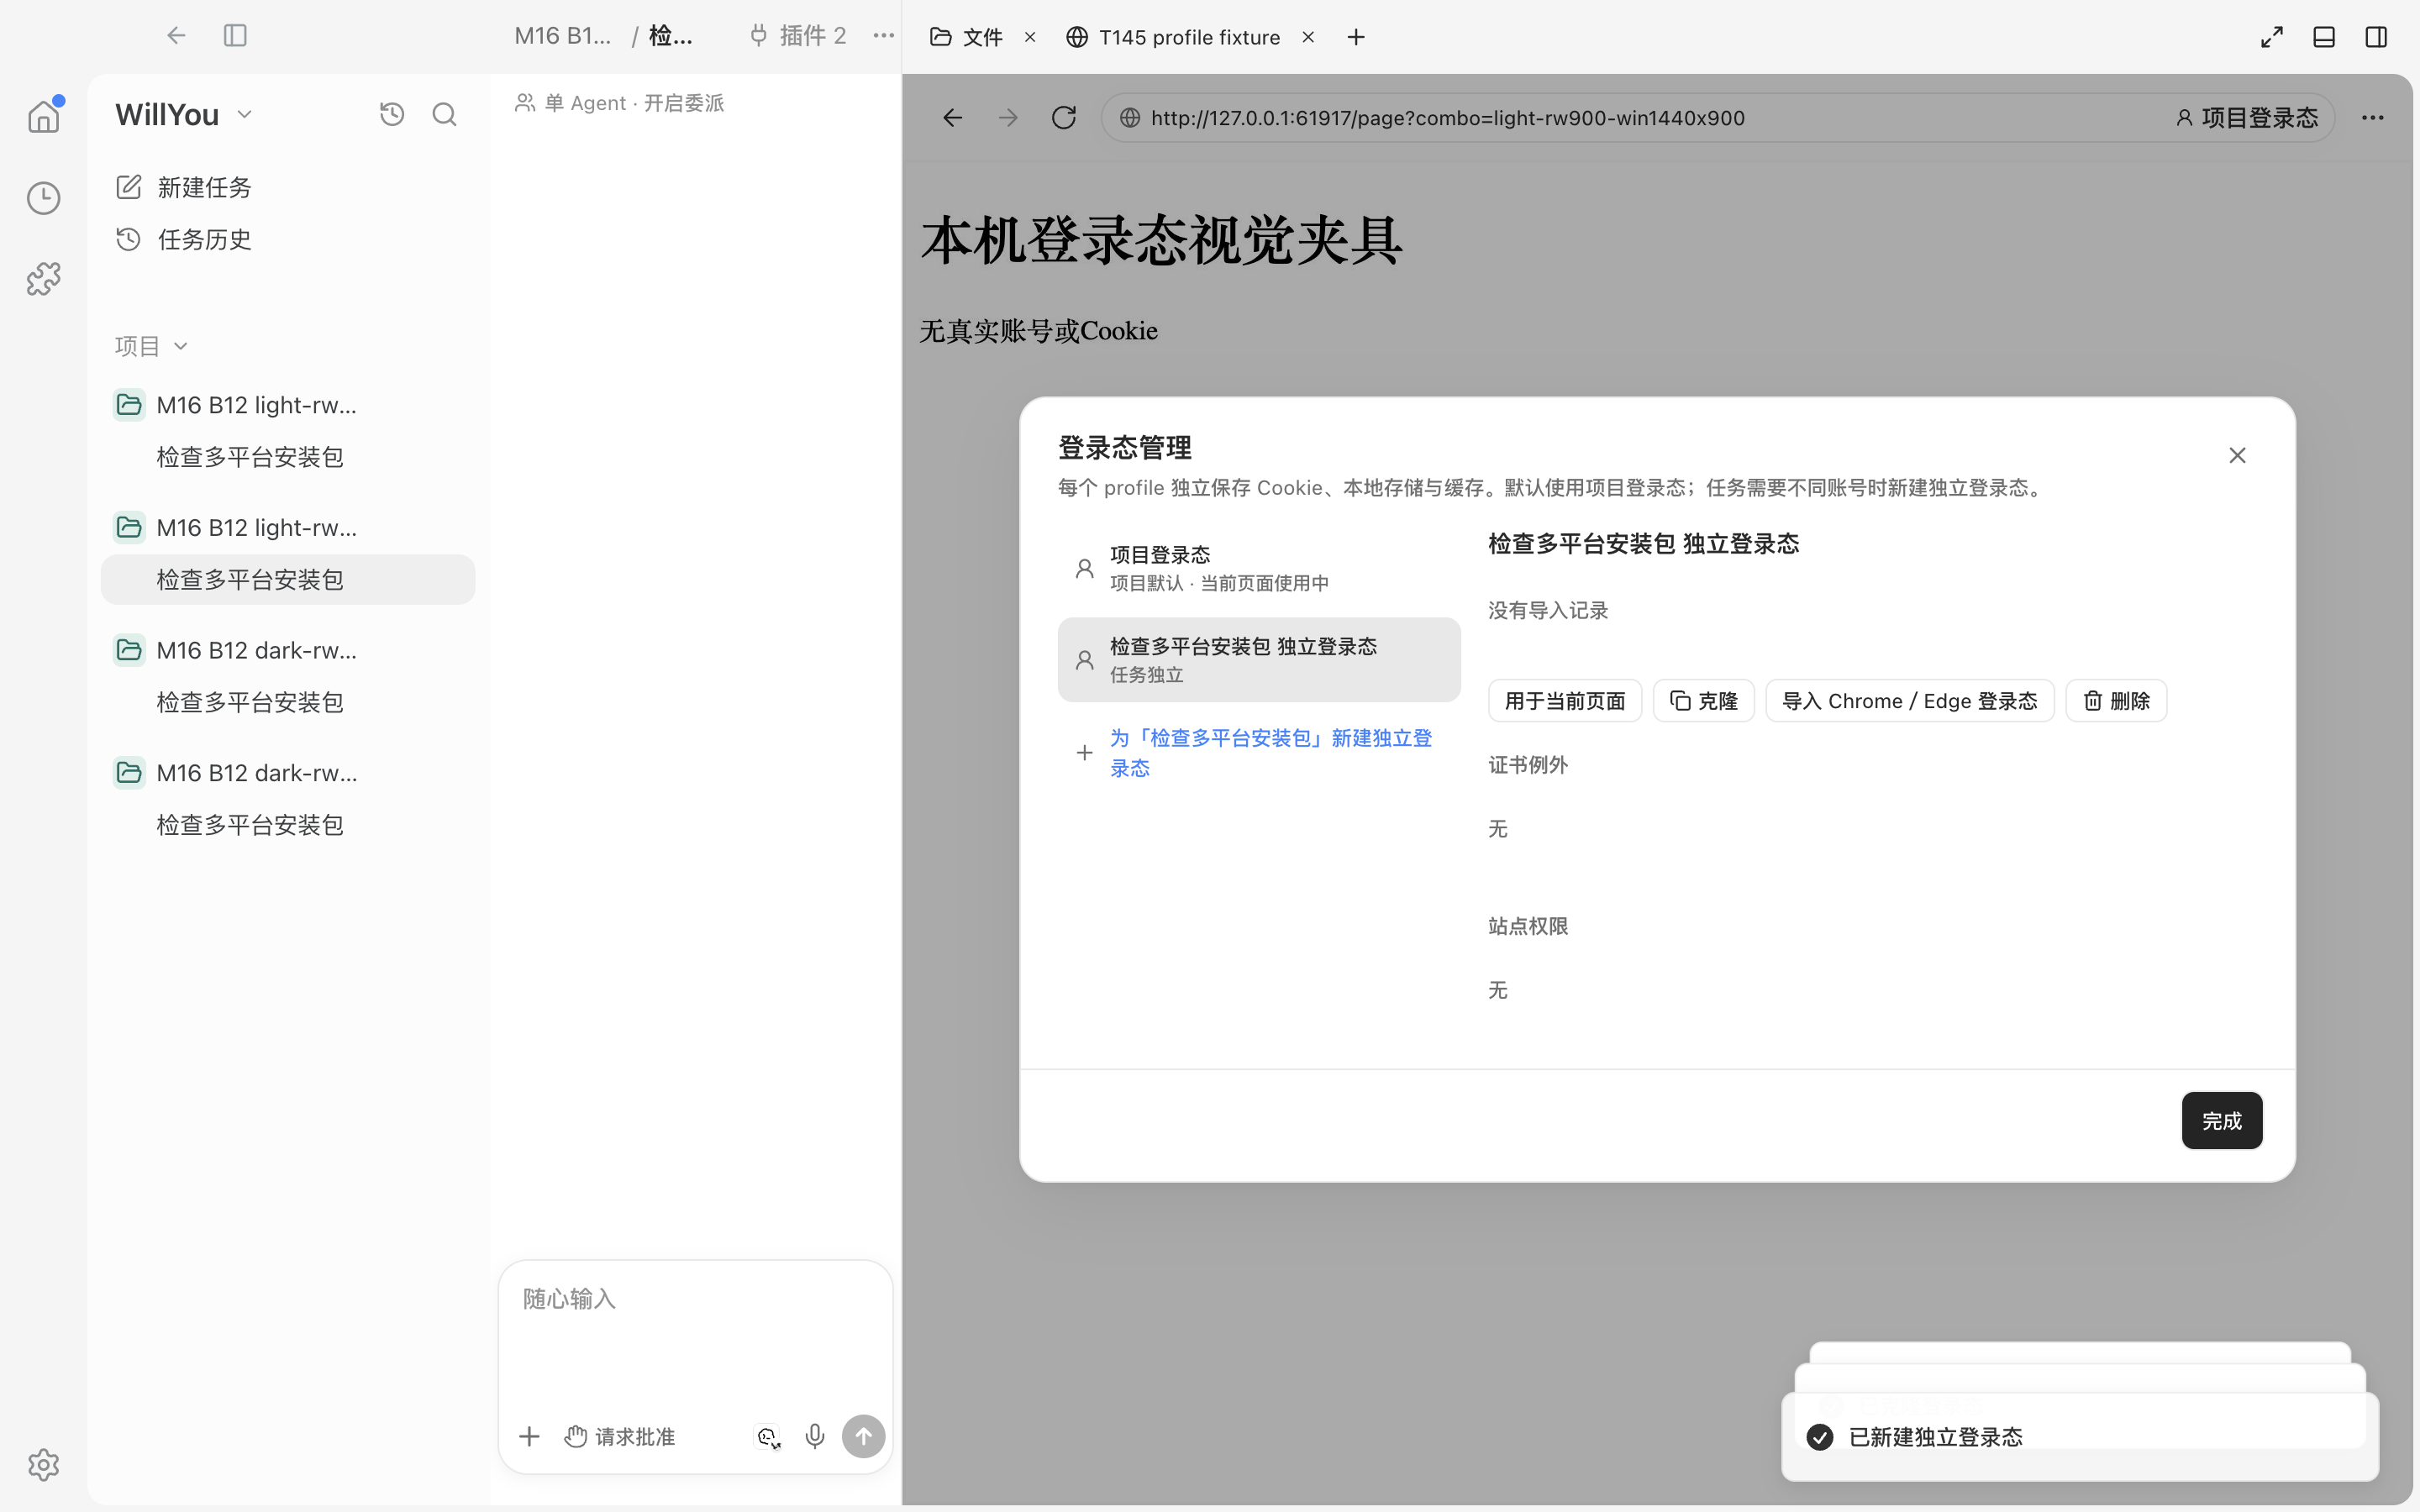 M16 B1... / 检... 插件 2
文件
T145 profile fixture
WillYou
新建任务
任务历史
项目
M16 B12 light-rw...
检查多平台安装包
M16 B12 light-rw...
检查多平台安装包
M16 B12 dark-rw...
检查多平台安装包
M16 B12 dark-rw...
检查多平台安装包
单 Agent · 开启委派
随心输入
请求批准
http://127.0.0.1:61917/page?combo=light-rw900-win1440x900
项目登录态
本机登录态视觉夹具
无真实账号或Cookie
登录态管理
每个 profile 独立保存 Cookie、本地存储与缓存。默认使用项目登录态；任务需要不同账号时新建独立登录态。
项目登录态
项目默认 · 当前页面使用中
检查多平台安装包 独立登录态
任务独立
为「检查多平台安装包」新建独立登
录态
检查多平台安装包 独立登录态
没有导入记录
用于当前页面 克隆 导入 Chrome / Edge 登录态 删除
证书例外
无
站点权限
无
完成
已新建独立登录态